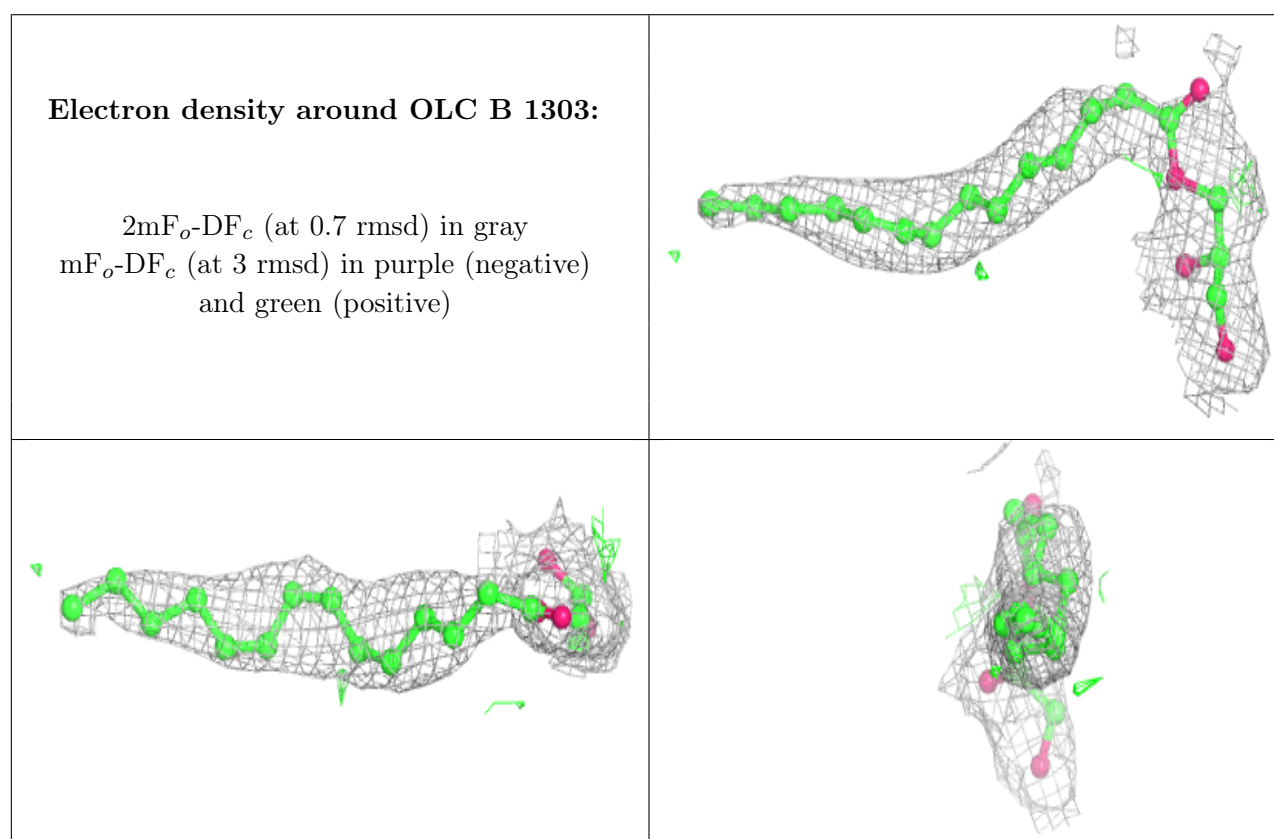 Electron density around OLC B 1303:
2mFo-DFc (at 0.7 rmsd) in gray
mFo-DFc (at 3 rmsd) in purple (negative)
and green (positive)